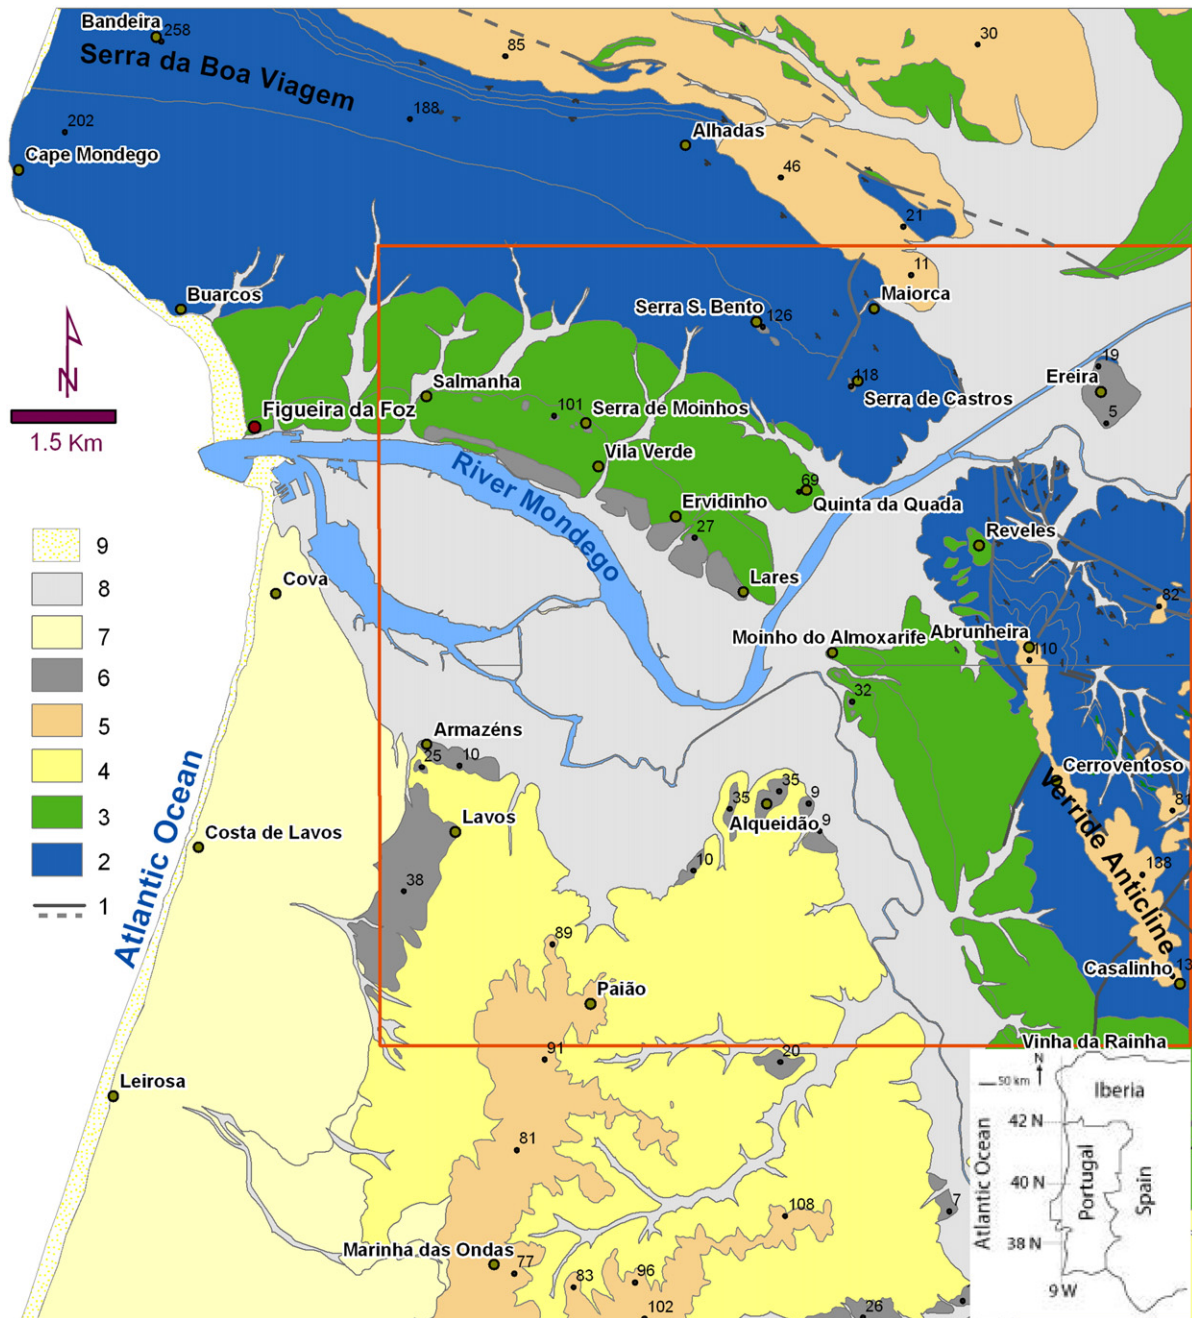 Bandeira
258
Serra da Boa Viagem
85
30
188
202
Alhadas
Cape Mondego
46
21
11
Buarcos
Serra S. Bento
126
Maiorca
19
Ereira
118
Serra de Castros
5
N
1.5 Km
Salmanha
Figueira da Foz
101
Serra de Moinhos
Vila Verde
River Mondego
69
Quinta da Quada
Ervidinho
27
Reveles
Lares
82
Cova
Moinho do Almoxarife
Abrunheira
110
32
9
8
7
6
5
4
3
2
1
Atlantic Ocean
Armazéns
25
10
Cerroventoso
Verride Anticline
35
35
9
81
Lavos
Alqueidão
9
Costa de Lavos
10
138
38
89
Casalinho
13
Paião
Vinha da Rainha
91
20
Leirosa
81
108
7
Marinha das Ondas
77
83
96
102
26
N
50 km
Iberia
42 N
40 N
38 N
9 W
Atlantic Ocean
Portugal
Spain